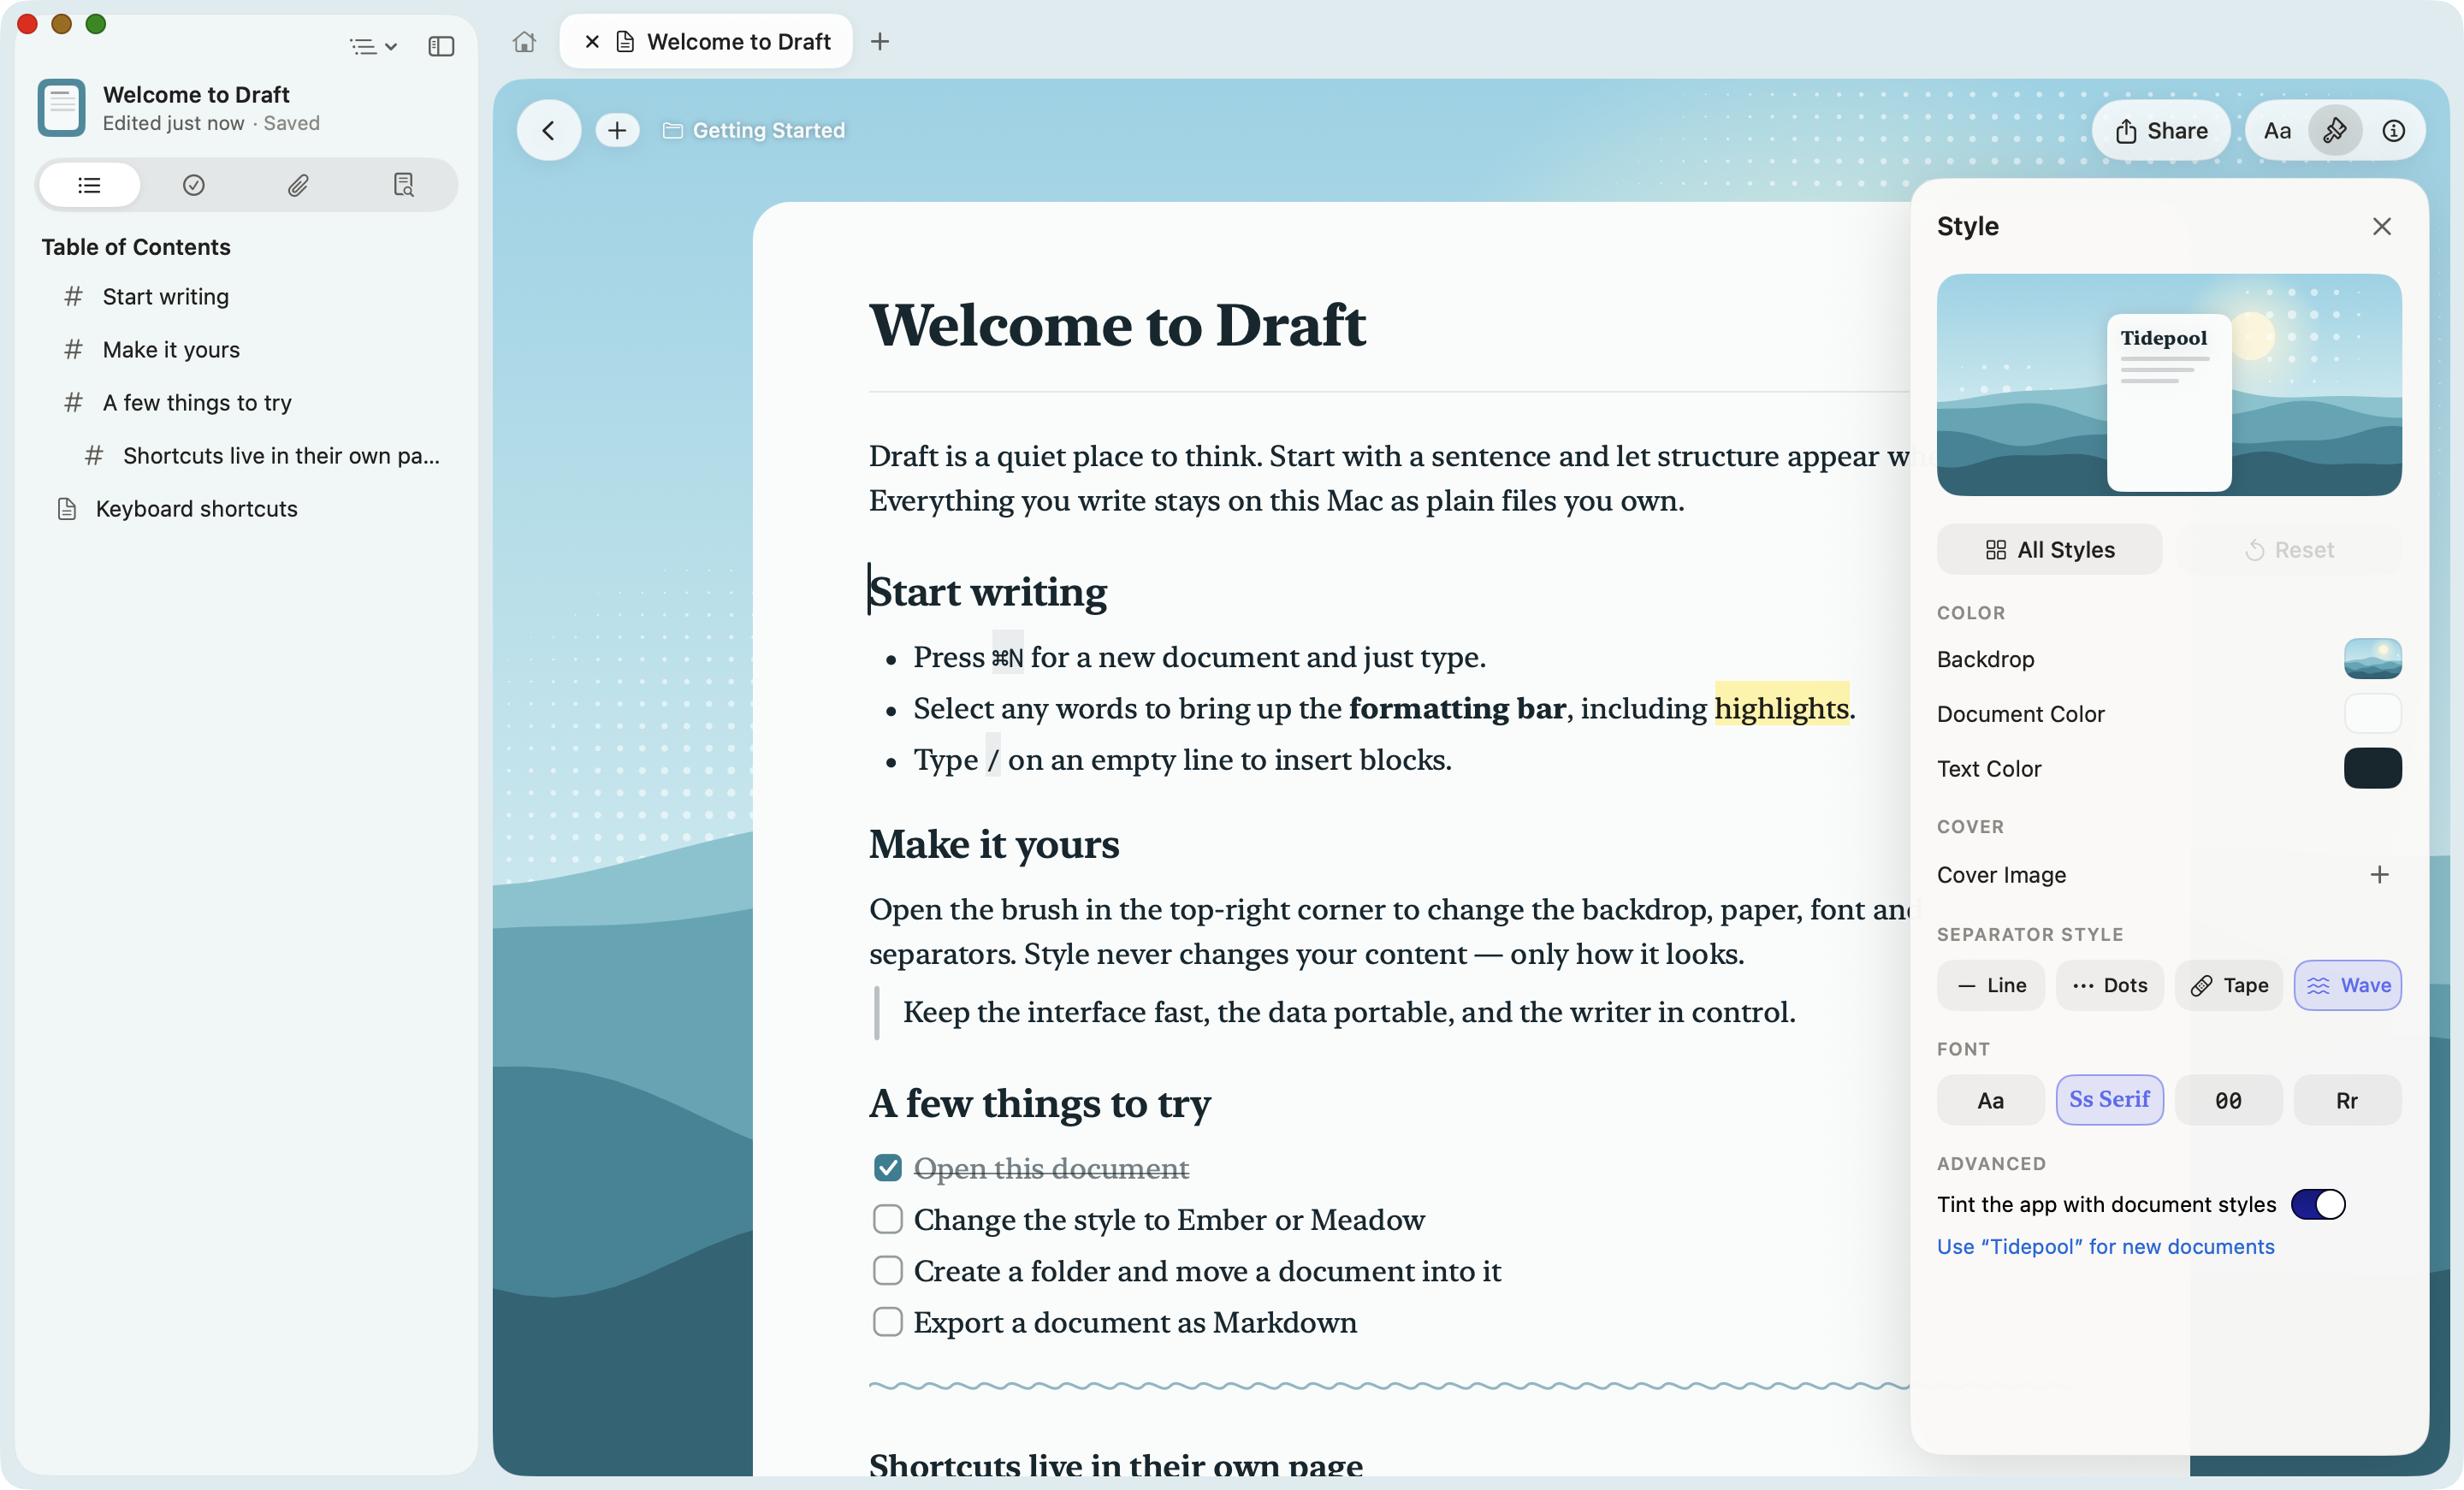 Welcome to Draft
Edited just now · Saved
Table of Contents
# Start writing
# Make it yours
# A few things to try
# Shortcuts live in their own pa...
Keyboard shortcuts
Welcome to Draft
Getting Started
Share
Aa
Welcome to Draft
Draft is a quiet place to think. Start with a sentence and let structure appear
Everything you write stays on this Mac as plain files you own.
Start writing
• Press ⌘N for a new document and just type.
• Select any words to bring up the formatting bar, including highlights.
• Type / on an empty line to insert blocks.
Make it yours
Open the brush in the top-right corner to change the backdrop, paper, font and
separators. Style never changes your content — only how it looks.
Keep the interface fast, the data portable, and the writer in control.
A few things to try
Open this document
Change the style to Ember or Meadow
Create a folder and move a document into it
Export a document as Markdown
Shortcuts live in their own page
Style
Tidepool
All Styles
Reset
COLOR
Backdrop
Document Color
Text Color
COVER
Cover Image
SEPARATOR STYLE
Line
Dots
Tape
Wave
FONT
Aa
Ss Serif
00
Rr
ADVANCED
Tint the app with document styles
Use “Tidepool” for new documents